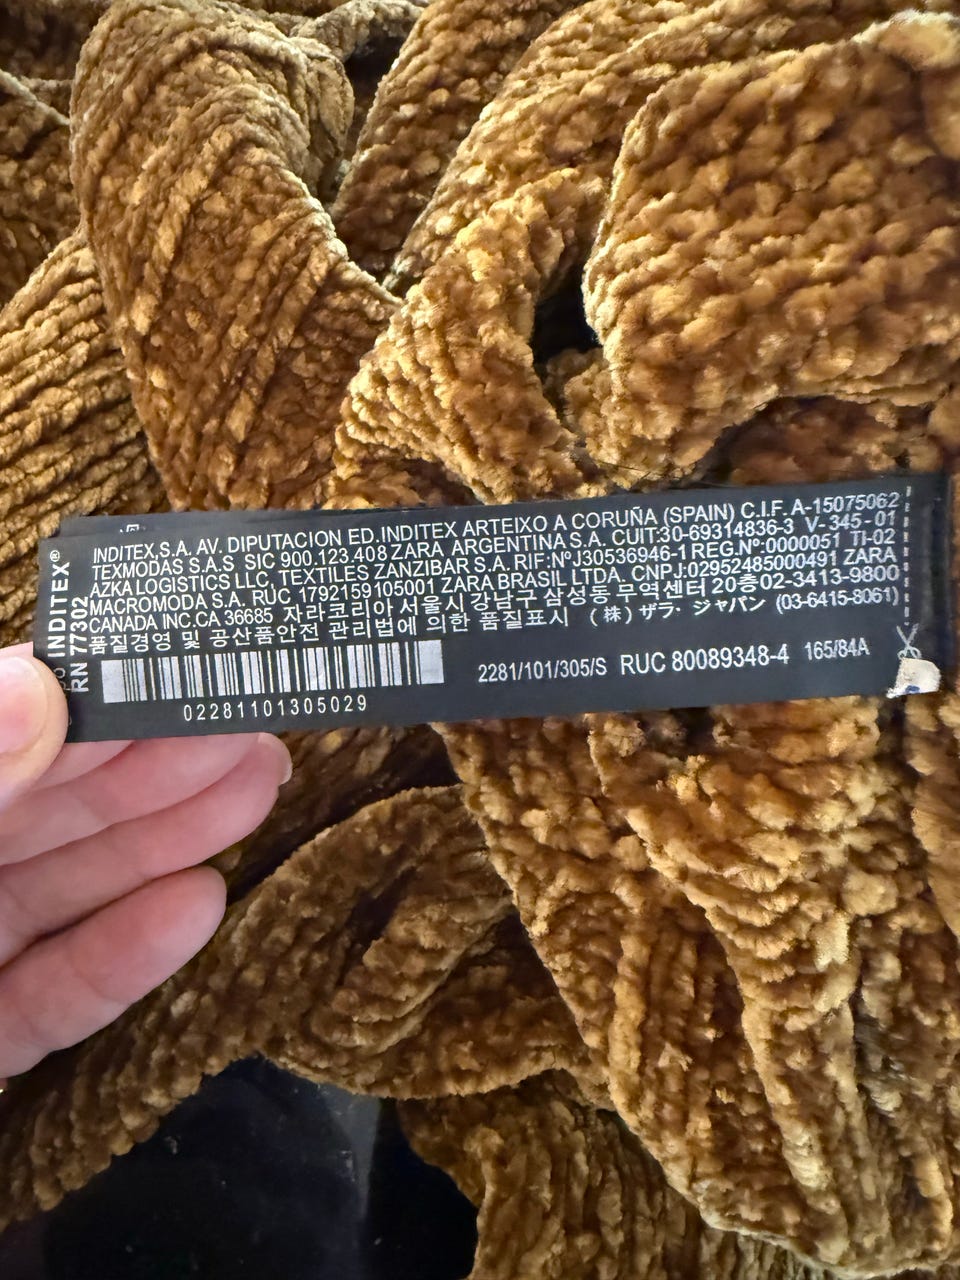 INDITEX,S.A. AV. DIPUTACION ED.INDITEX ARTEIXO A CORUÑA (SPAIN) C.I.F. A-15075062
TEXMODAS S.A.S SIC 900.123.408 ZARA ARGENTINA S.A. CUIT:30-69314836-3 V-345-01
AZKA LOGISTICS LLC, TEXTILES ZANZIBAR S.A. RIF:NºJ30536946-1 REG.Nº:0000051 TI-02
MACROMODA S.A. RUC 1792159105001 ZARA BRASIL LTDA. CNPJ:02952485000491 ZARA
CANADA INC.CA 36685 자라코리아 서울시 강남구 삼성동 무역센터 20층02-3413-9800
품질경영 및 공산품안전 관리법에 의한 품질표시 (株) ザラ・ジャパン (03-6415-8061)
INDITEX®
RN 77302
02281101305029
2281/101/305/S RUC 80089348-4 165/84A